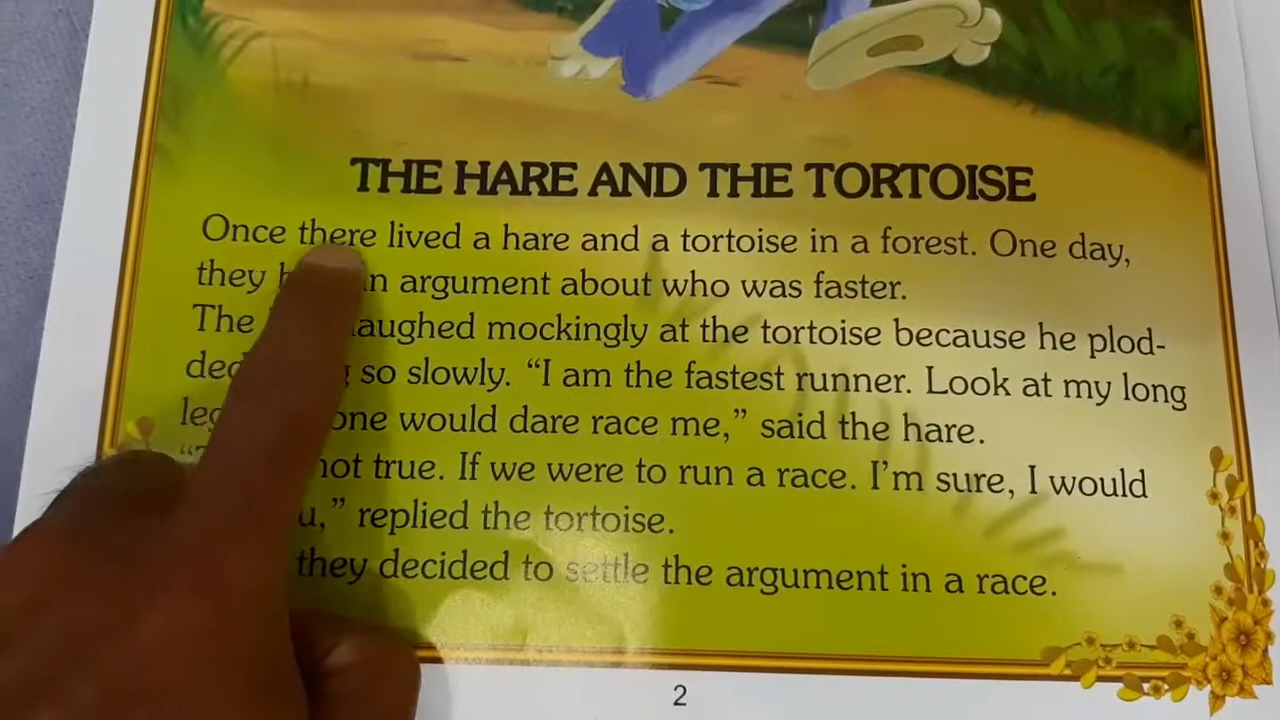 THE HARE AND THE TORTOISE
Once there lived a hare and a tortoise in a forest. One day,
they argument about who was faster.
The laughed mockingly at the tortoise because he plod-
so slowly. “I am the fastest runner. Look at my long
would dare race me,” said the hare.
not true. If we were to run a race. I’m sure, I would
replied the tortoise.
they decided to settle the argument in a race.
2